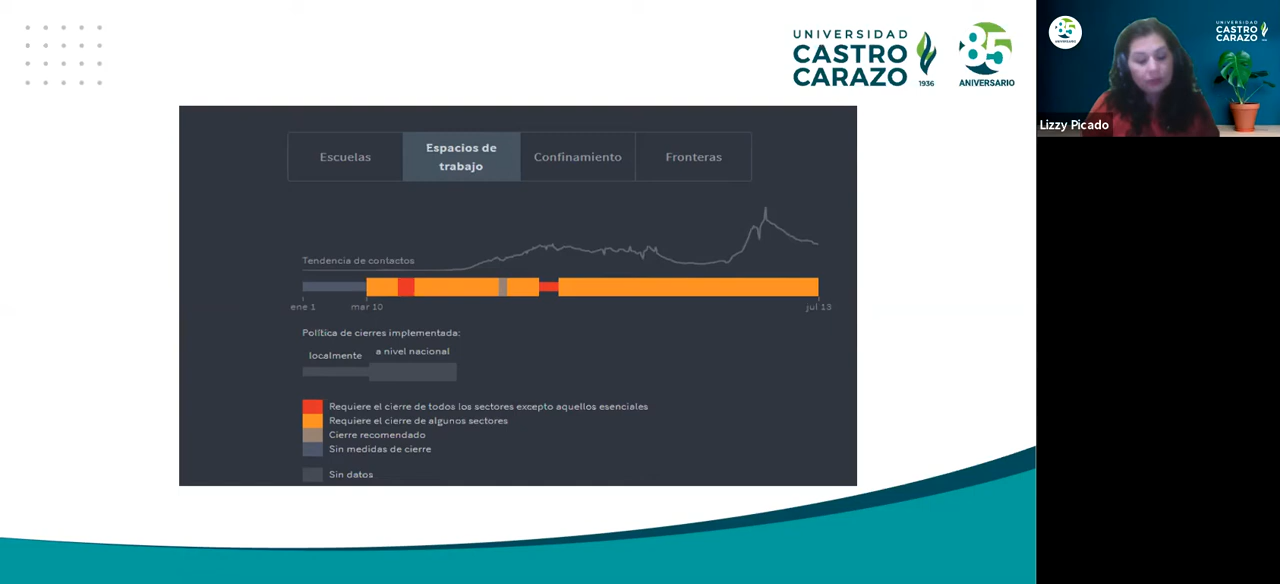 UNIVERSIDAD
CASTRO
CARAZO
1936
85
ANIVERSARIO
Escuelas
Espacios de
trabajo
Confinamiento
Fronteras
Tendencia de contactos
ene 1
mar 10
jul 13
Política de cierres implementada:
localmente
a nivel nacional
Requiere el cierre de todos los sectores excepto aquellos esenciales
Requiere el cierre de algunos sectores
Cierre recomendado
Sin medidas de cierre
Sin datos
85
UNIVERSIDAD
CASTRO
CARAZO
Lizzy Picado